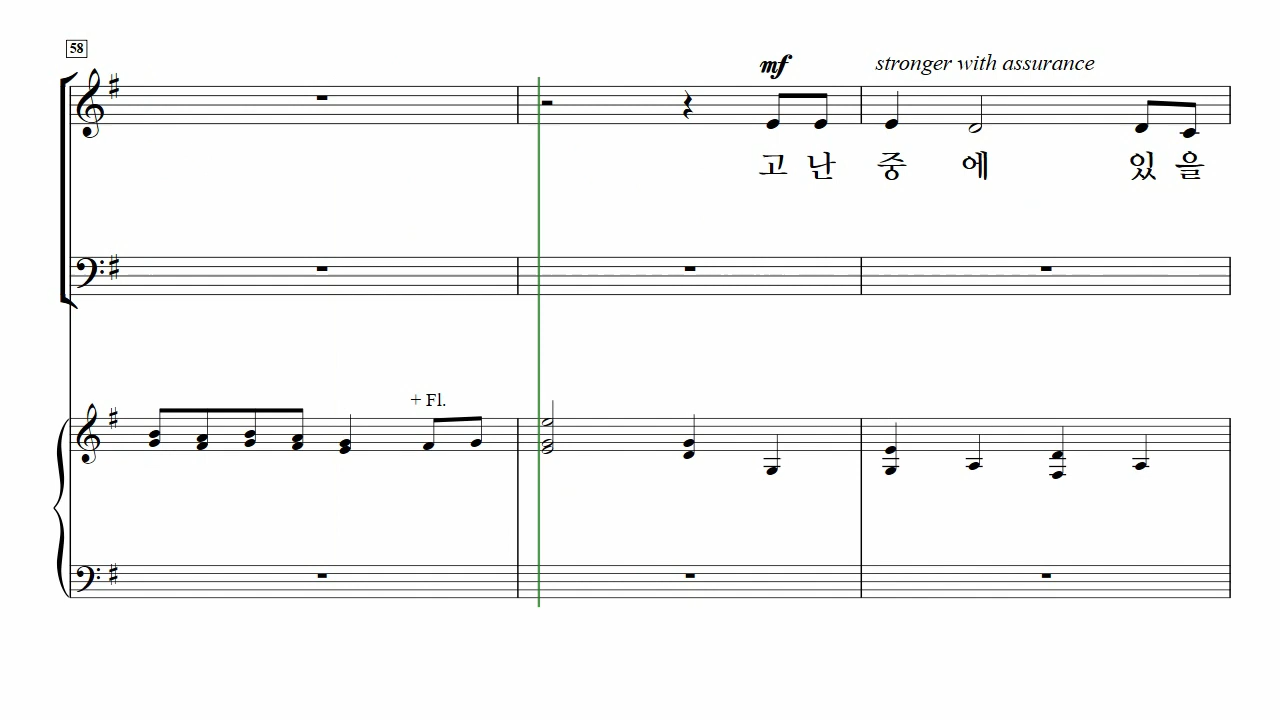 58
mf stronger with assurance
고 난 중 에 있 을
+ Fl.